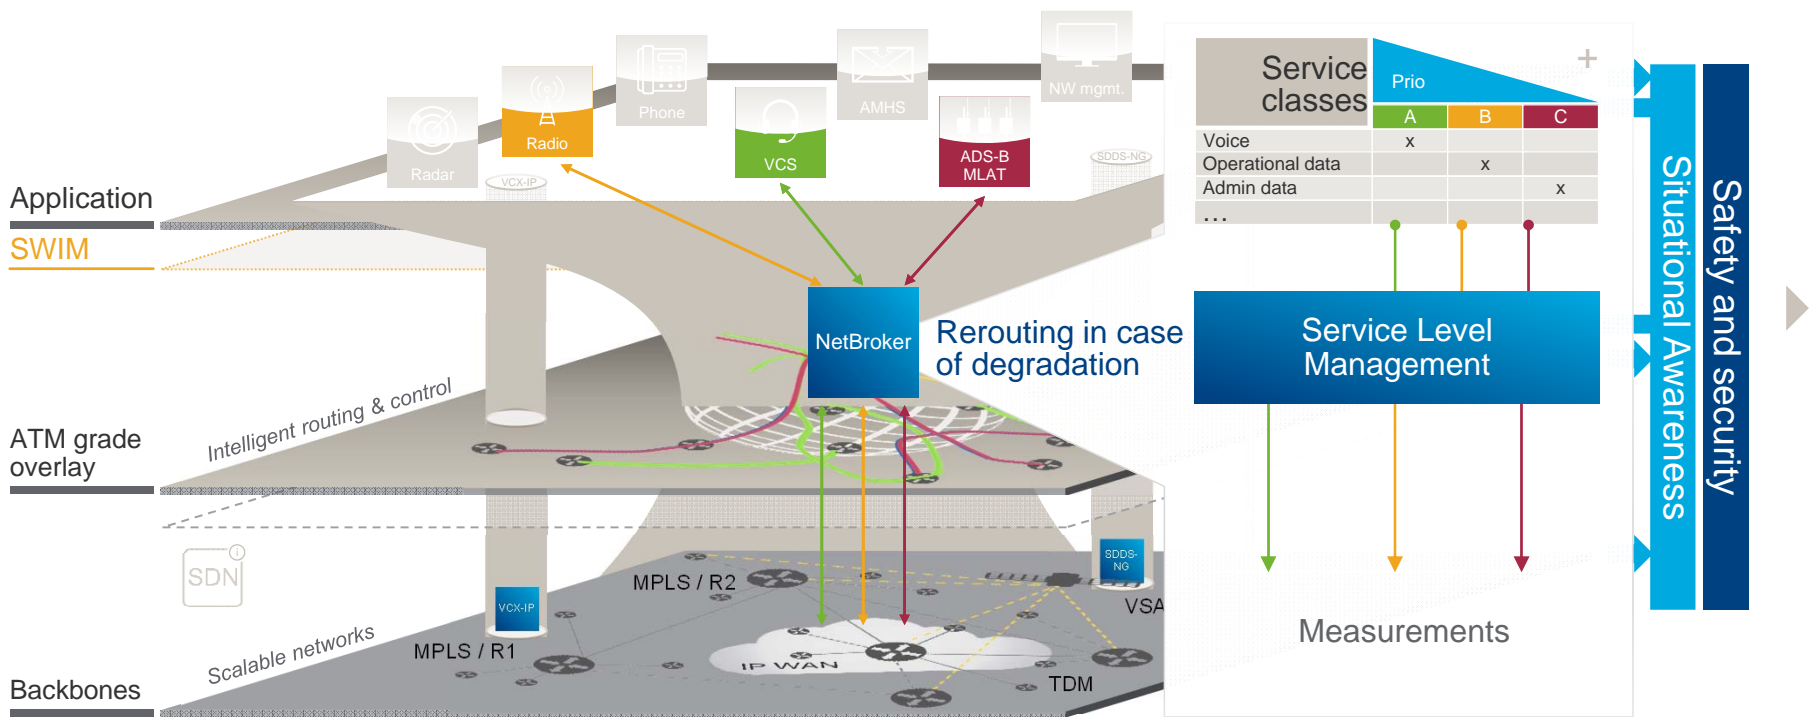 Application
SWIM
ATM grade
overlay
Backbones
Radar
Radio
Phone
VCS
AMHS
ADS-B
MLAT
NW mgmt.
VCX-IP
SDDS-NG
NetBroker
Rerouting in case
of degradation
Intelligent routing & control
SDN
i
VCX-IP
SDDS-
NG
MPLS / R2
MPLS / R1
VSA
IP WAN
TDM
Scalable networks
Service
classes
Prio
+
A B C
Voice x
Operational data x
Admin data x
...
Service Level
Management
Measurements
Situational Awareness
Safety and security